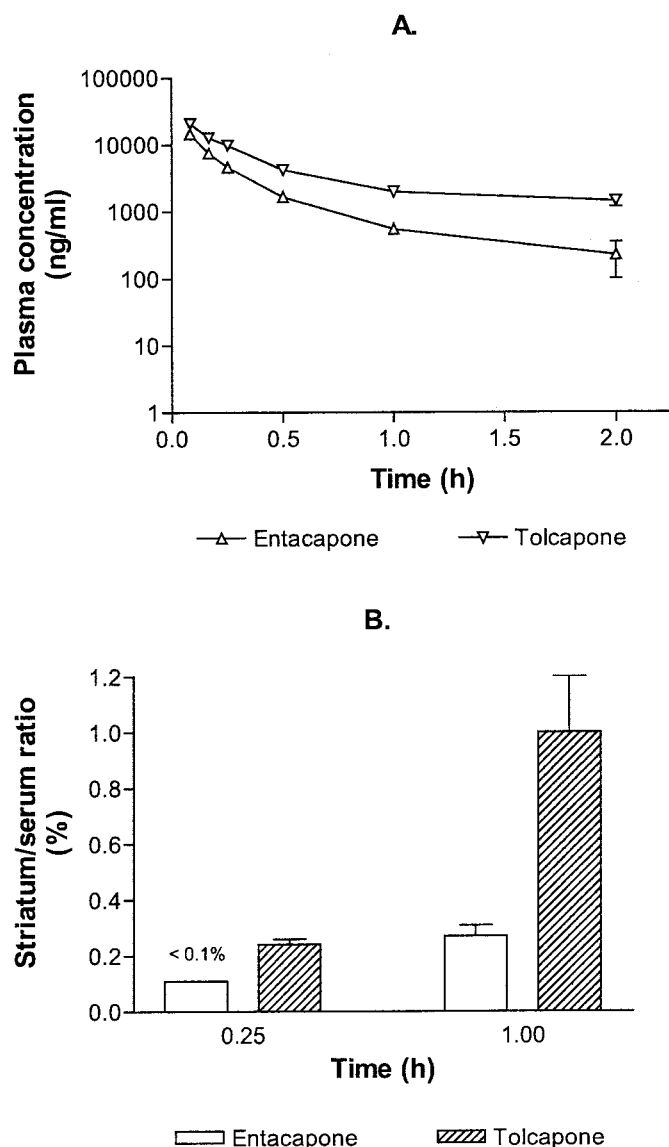 A.
Plasma concentration
(ng/ml)
100000
10000
1000
100
10
1
0.0 0.5 1.0 1.5 2.0
Time (h)
Entacapone Tolcapone
B.
Striatum/serum ratio
(%)
1.2
1.0
0.8
0.6
0.4
0.2
0.0
< 0.1%
0.25 1.00
Time (h)
Entacapone Tolcapone